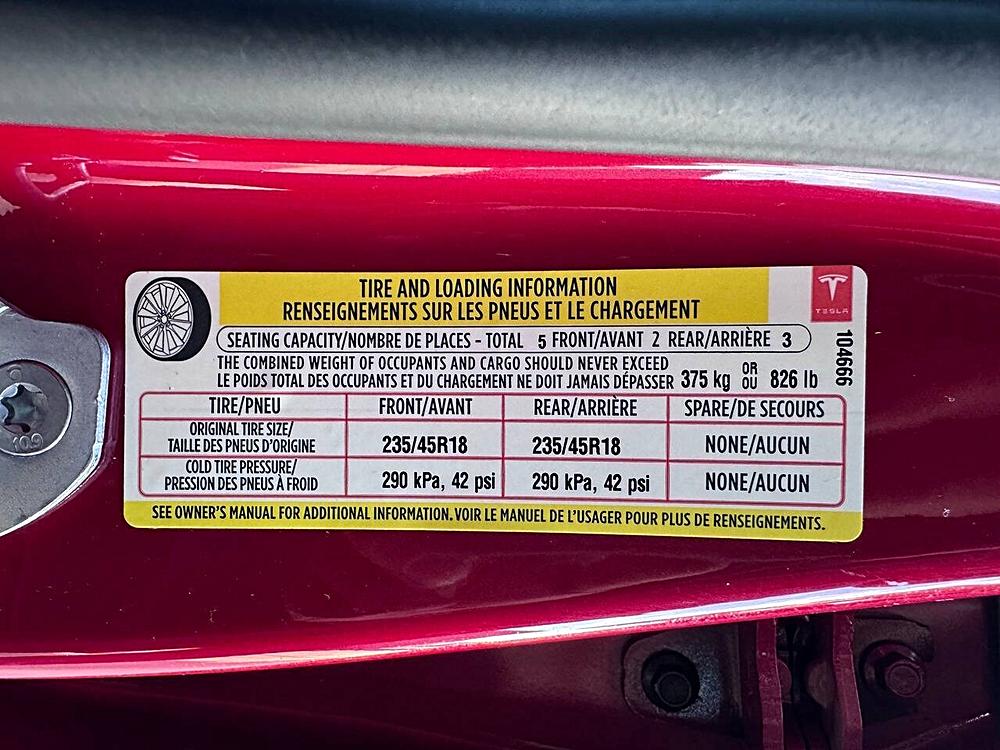 TIRE AND LOADING INFORMATION
RENSEIGNEMENTS SUR LES PNEUS ET LE CHARGEMENT
TESLA
SEATING CAPACITY/NOMBRE DE PLACES - TOTAL 5 FRONT/AVANT 2 REAR/ARRIÈRE 3
THE COMBINED WEIGHT OF OCCUPANTS AND CARGO SHOULD NEVER EXCEED
LE POIDS TOTAL DES OCCUPANTS ET DU CHARGEMENT NE DOIT JAMAIS DÉPASSER 375 kg OR OU 826 lb
104666
TIRE/PNEU FRONT/AVANT REAR/ARRIÈRE SPARE/DE SECOURS
ORIGINAL TIRE SIZE/
TAILLE DES PNEUS D'ORIGINE 235/45R18 235/45R18 NONE/AUCUN
COLD TIRE PRESSURE/
PRESSION DES PNEUS À FROID 290 kPa, 42 psi 290 kPa, 42 psi NONE/AUCUN
SEE OWNER'S MANUAL FOR ADDITIONAL INFORMATION. VOIR LE MANUEL DE L'USAGER POUR PLUS DE RENSEIGNEMENTS.
109